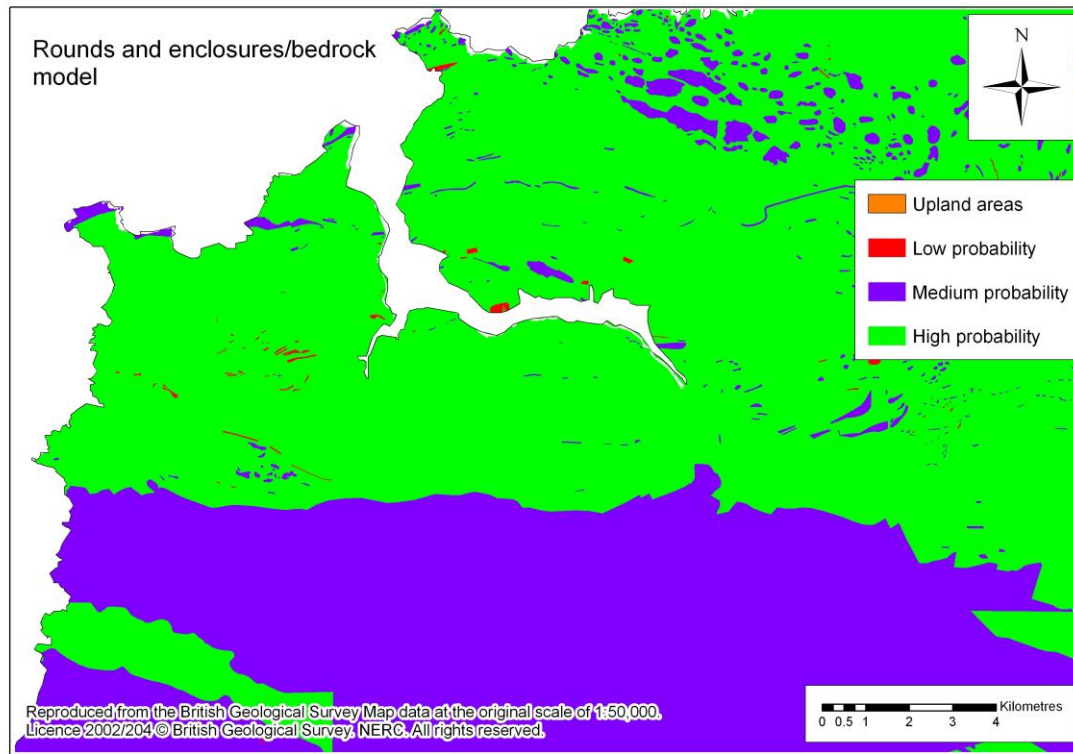 Rounds and enclosures/bedrock
model
N
Upland areas
Low probability
Medium probability
High probability
Reproduced from the British Geological Survey Map data at the original scale of 1:50,000.
Licence 2002/204 © British Geological Survey. NERC. All rights reserved.
Kilometres
0 0.5 1 2 3 4